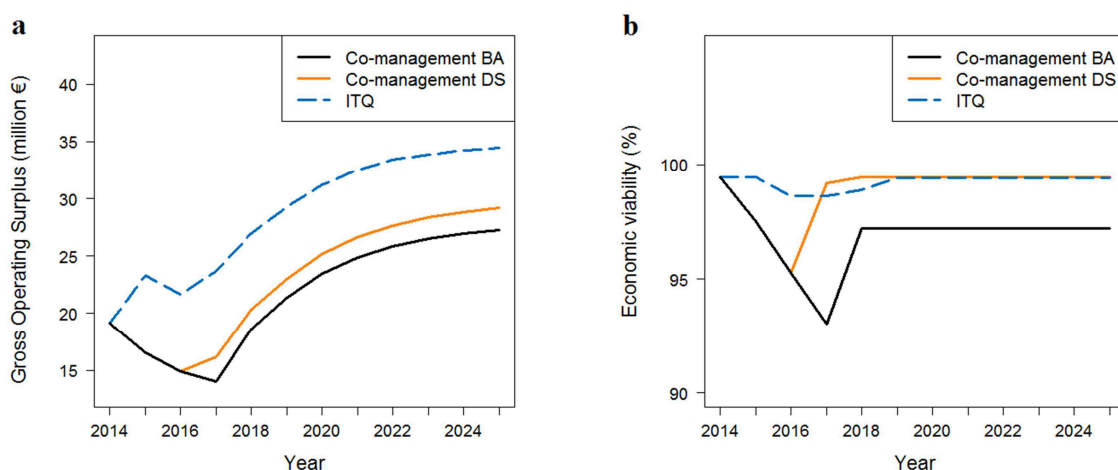 a
Gross Operating Surplus (million €)
40
35
30
25
20
15
Co-management BA
Co-management DS
ITQ
2014
2016
2018
2020
2022
2024
Year
b
Economic viability (%)
100
95
90
Co-management BA
Co-management DS
ITQ
2014
2016
2018
2020
2022
2024
Year